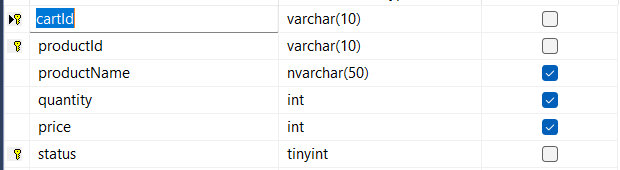 cartId varchar(10)
productId varchar(10)
productName nvarchar(50)
quantity int
price int
status tinyint